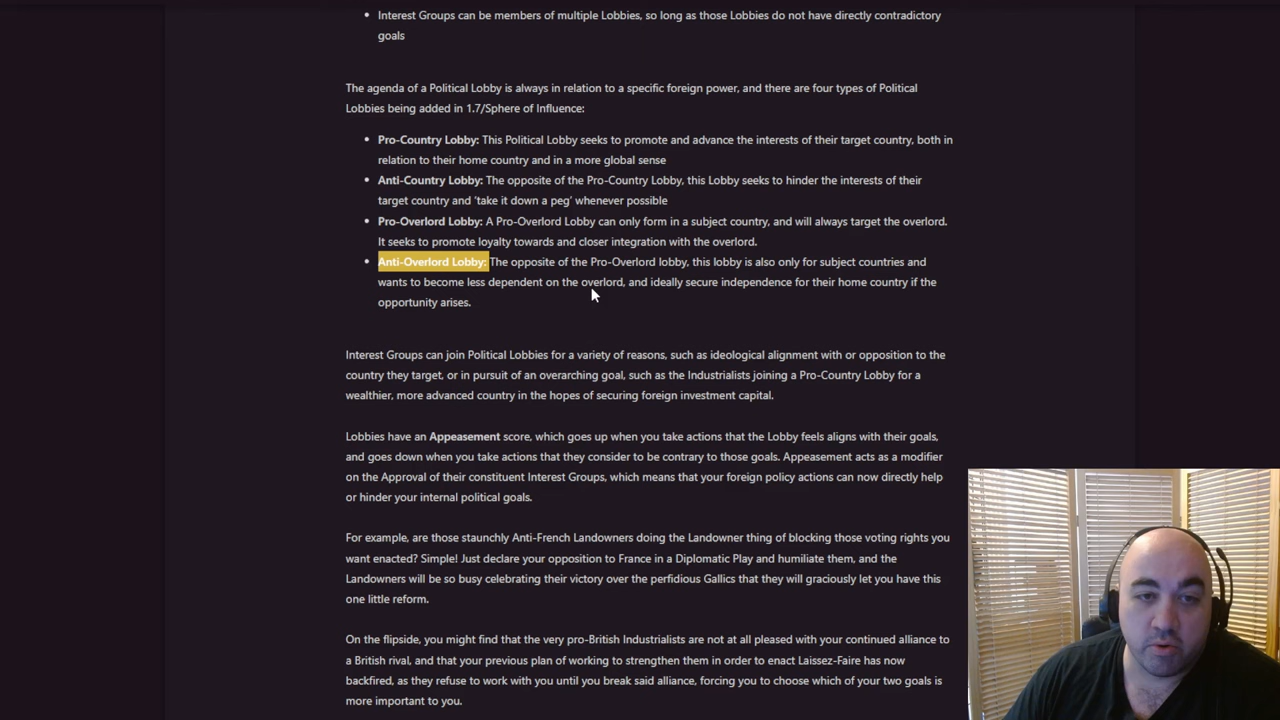 Interest Groups can be members of multiple Lobbies, so long as those Lobbies do not have directly contradictory
goals
The agenda of a Political Lobby is always in relation to a specific foreign power, and there are four types of Political
Lobbies being added in 1.7/Sphere of Influence:
Pro-Country Lobby: This Political Lobby seeks to promote and advance the interests of their target country, both in
relation to their home country and in a more global sense
Anti-Country Lobby: The opposite of the Pro-Country Lobby, this Lobby seeks to hinder the interests of their
target country and ‘take it down a peg’ whenever possible
Pro-Overlord Lobby: A Pro-Overlord Lobby can only form in a subject country, and will always target the overlord.
It seeks to promote loyalty towards and closer integration with the overlord.
Anti-Overlord Lobby: The opposite of the Pro-Overlord lobby, this lobby is also only for subject countries and
wants to become less dependent on the overlord, and ideally secure independence for their home country if the
opportunity arises.
Interest Groups can join Political Lobbies for a variety of reasons, such as ideological alignment with or opposition to the
country they target, or in pursuit of an overarching goal, such as the Industrialists joining a Pro-Country Lobby for a
wealthier, more advanced country in the hopes of securing foreign investment capital.
Lobbies have an Appeasement score, which goes up when you take actions that the Lobby feels aligns with their goals,
and goes down when you take actions that they consider to be contrary to those goals. Appeasement acts as a modifier
on the Approval of their constituent Interest Groups, which means that your foreign policy actions can now directly help
or hinder your internal political goals.
For example, are those staunchly Anti-French Landowners doing the Landowner thing of blocking those voting rights you
want enacted? Simple! Just declare your opposition to France in a Diplomatic Play and humiliate them, and the
Landowners will be so busy celebrating their victory over the perfidious Gallics that they will graciously let you have this
one little reform.
On the flipside, you might find that the very pro-British Industrialists are not at all pleased with your continued alliance to
a British rival, and that your previous plan of working to strengthen them in order to enact Laissez-Faire has now
backfired, as they refuse to work with you until you break said alliance, forcing you to choose which of your two goals is
more important to you.